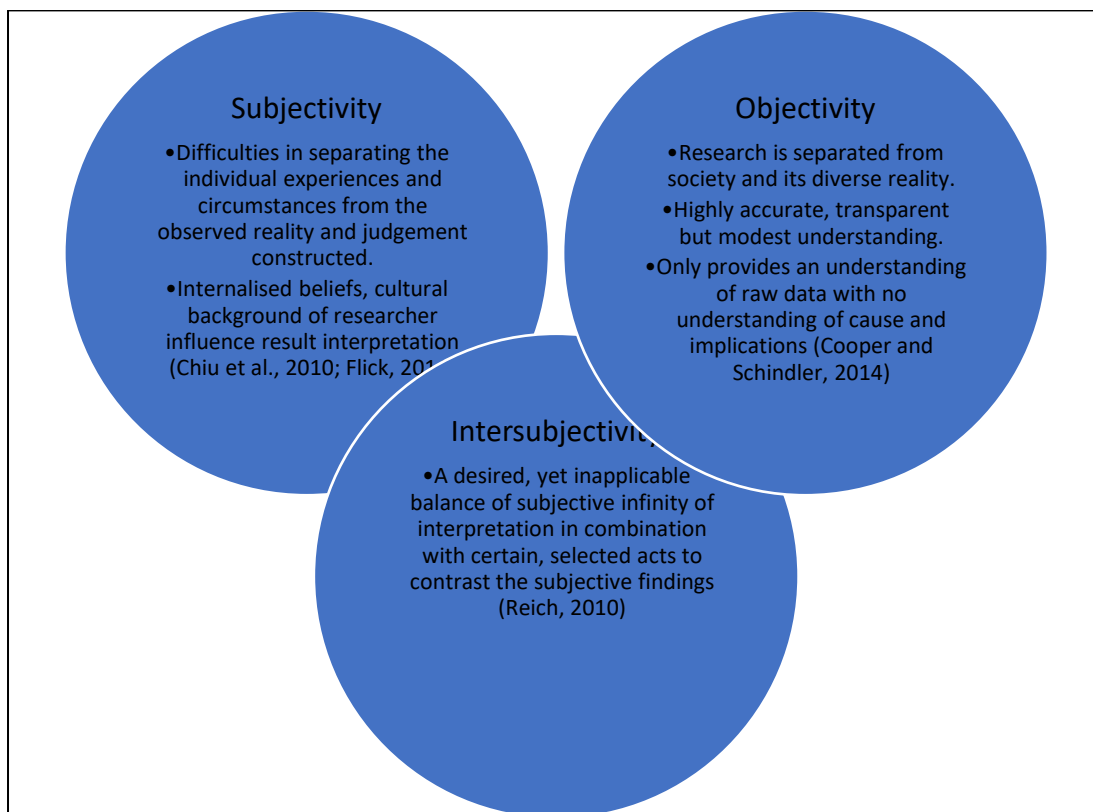 Subjectivity
•Difficulties in separating the
individual experiences and
circumstances from the
observed reality and judgement
constructed.
•Internalised beliefs, cultural
background of researcher
influence result interpretation
(Chiu et al., 2010; Flick,
Objectivity
•Research is separated from
society and its diverse reality.
•Highly accurate, transparent
but modest understanding.
•Only provides an understanding
of raw data with no
understanding of cause and
implications (Cooper and
Schindler, 2014)
Intersubjectivity
•A desired, yet inapplicable
balance of subjective infinity of
interpretation in combination
with certain, selected acts to
contrast the subjective findings
(Reich, 2010)